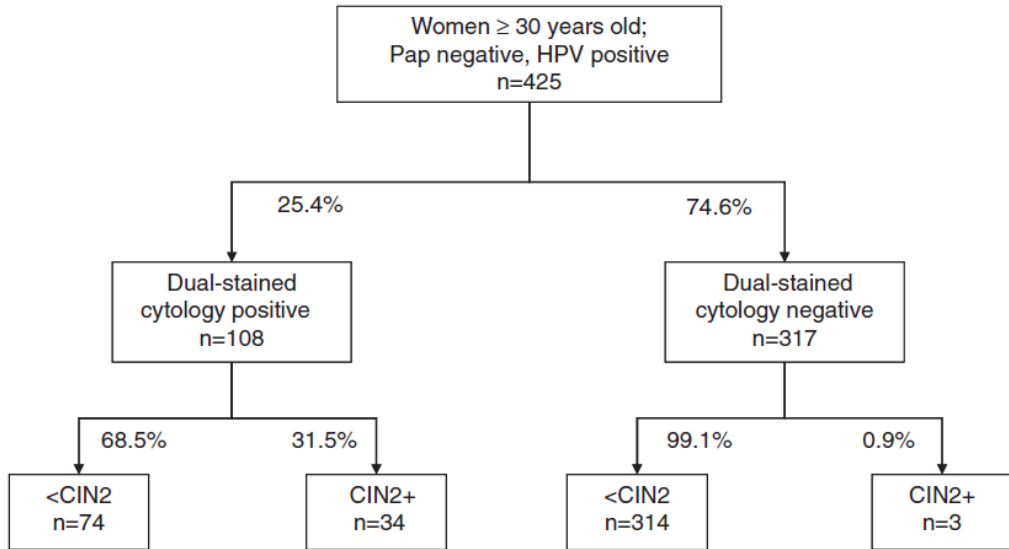 Women ≥ 30 years old;
Pap negative, HPV positive
n=425
25.4%
74.6%
Dual-stained
cytology positive
n=108
Dual-stained
cytology negative
n=317
68.5%
31.5%
99.1%
0.9%
<CIN2
n=74
CIN2+
n=34
<CIN2
n=314
CIN2+
n=3